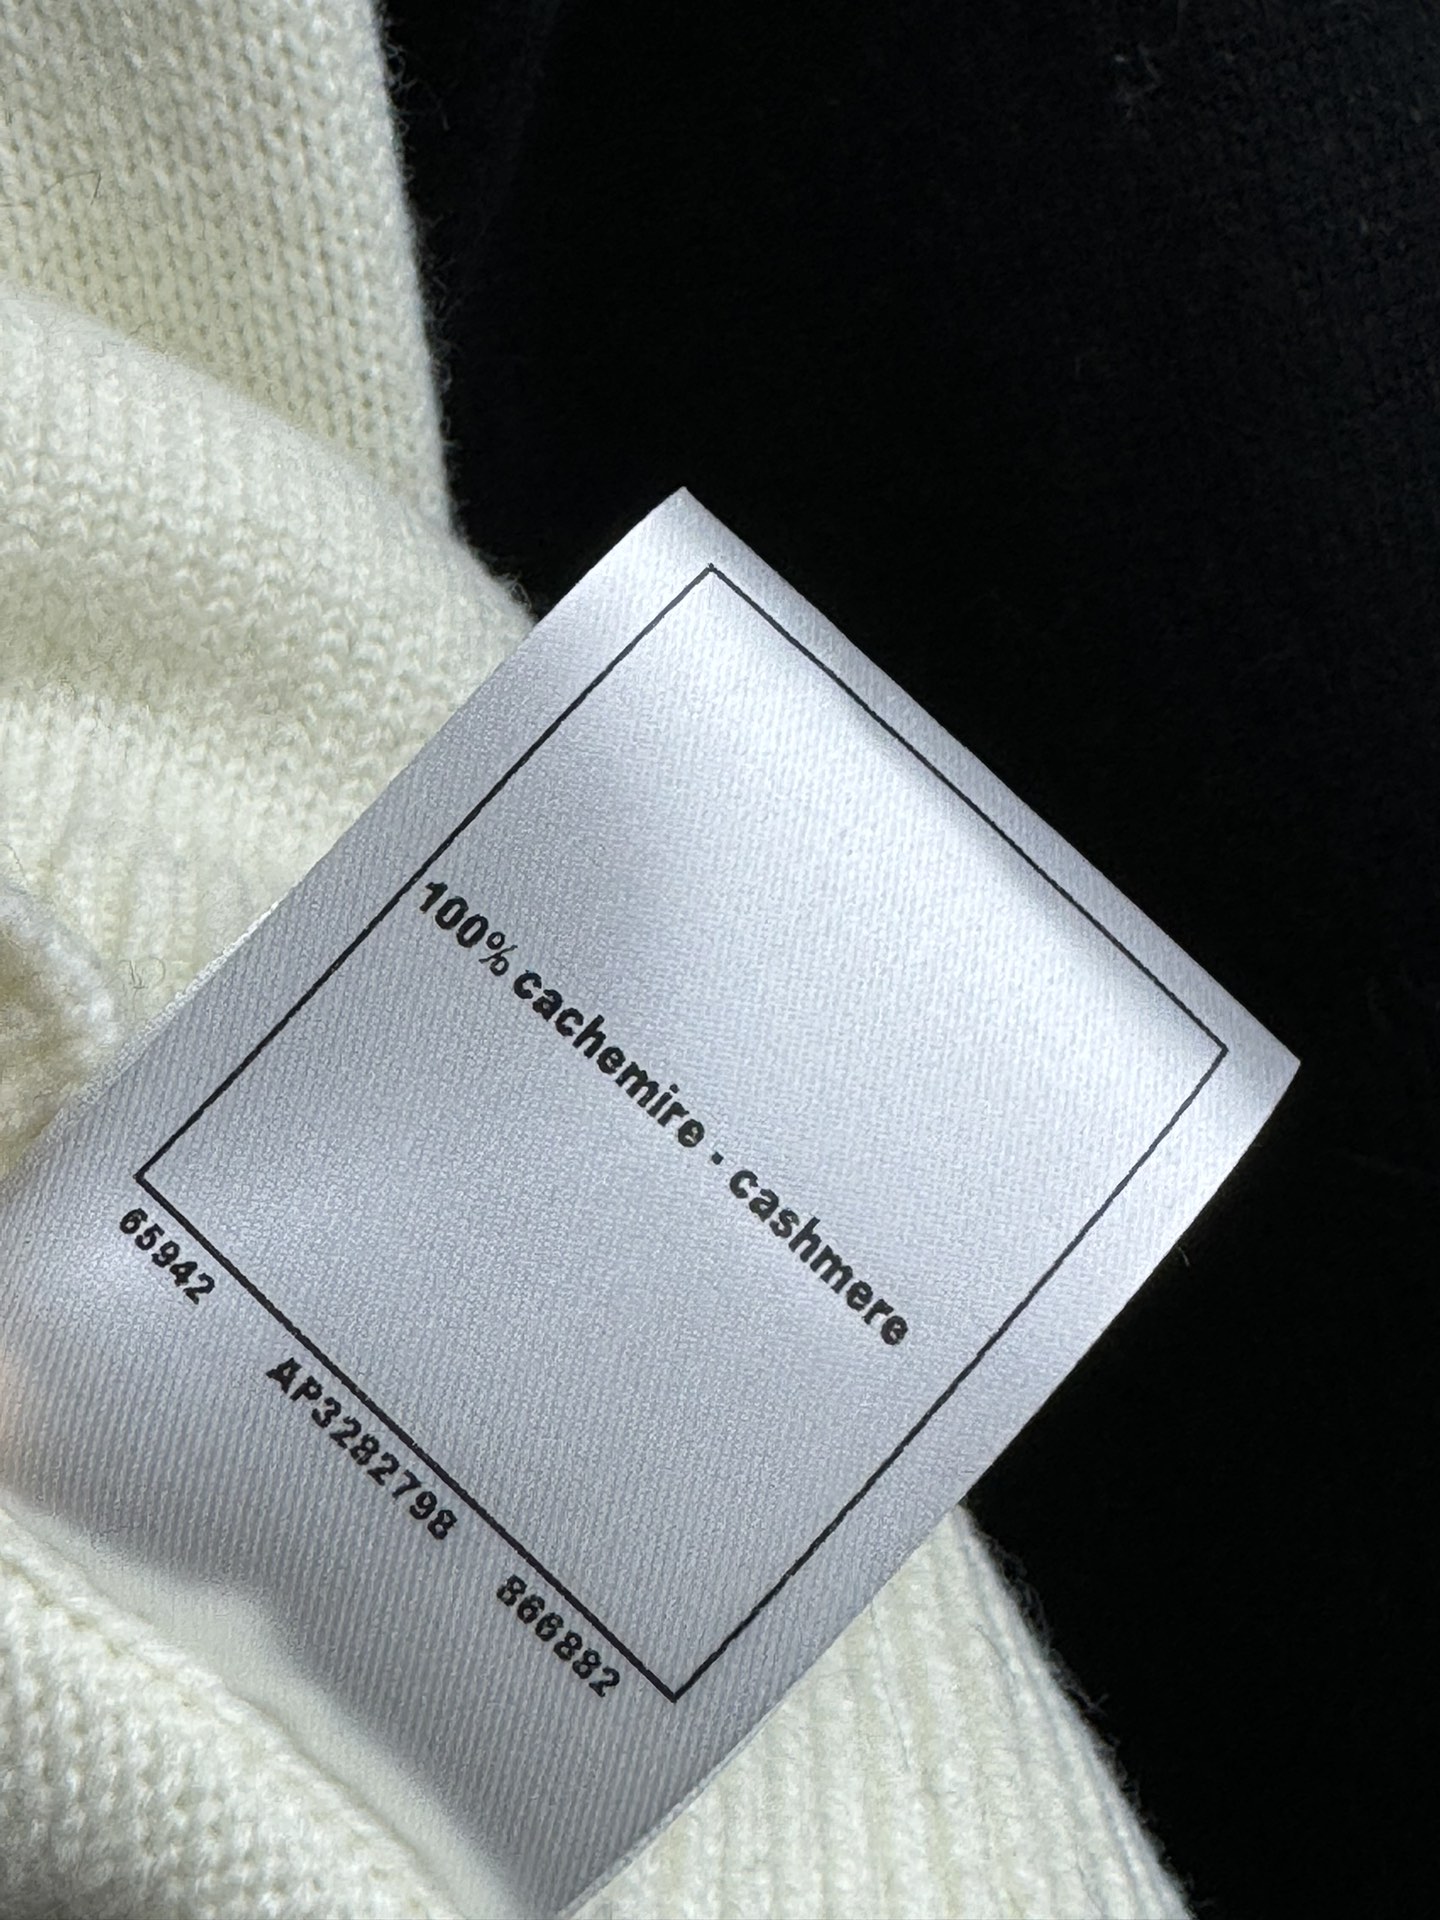 100% cachemire · cashmere
65942 AP3282798 866882